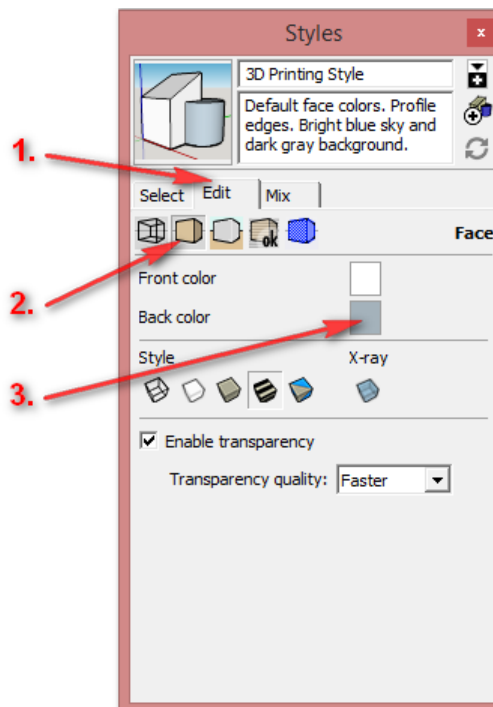 Styles
x
3D Printing Style
Default face colors. Profile
edges. Bright blue sky and
dark gray background.
1.
Select Edit Mix
ok
Face
2.
Front color
Back color
Style X-ray
3.
Enable transparency
Transparency quality: Faster